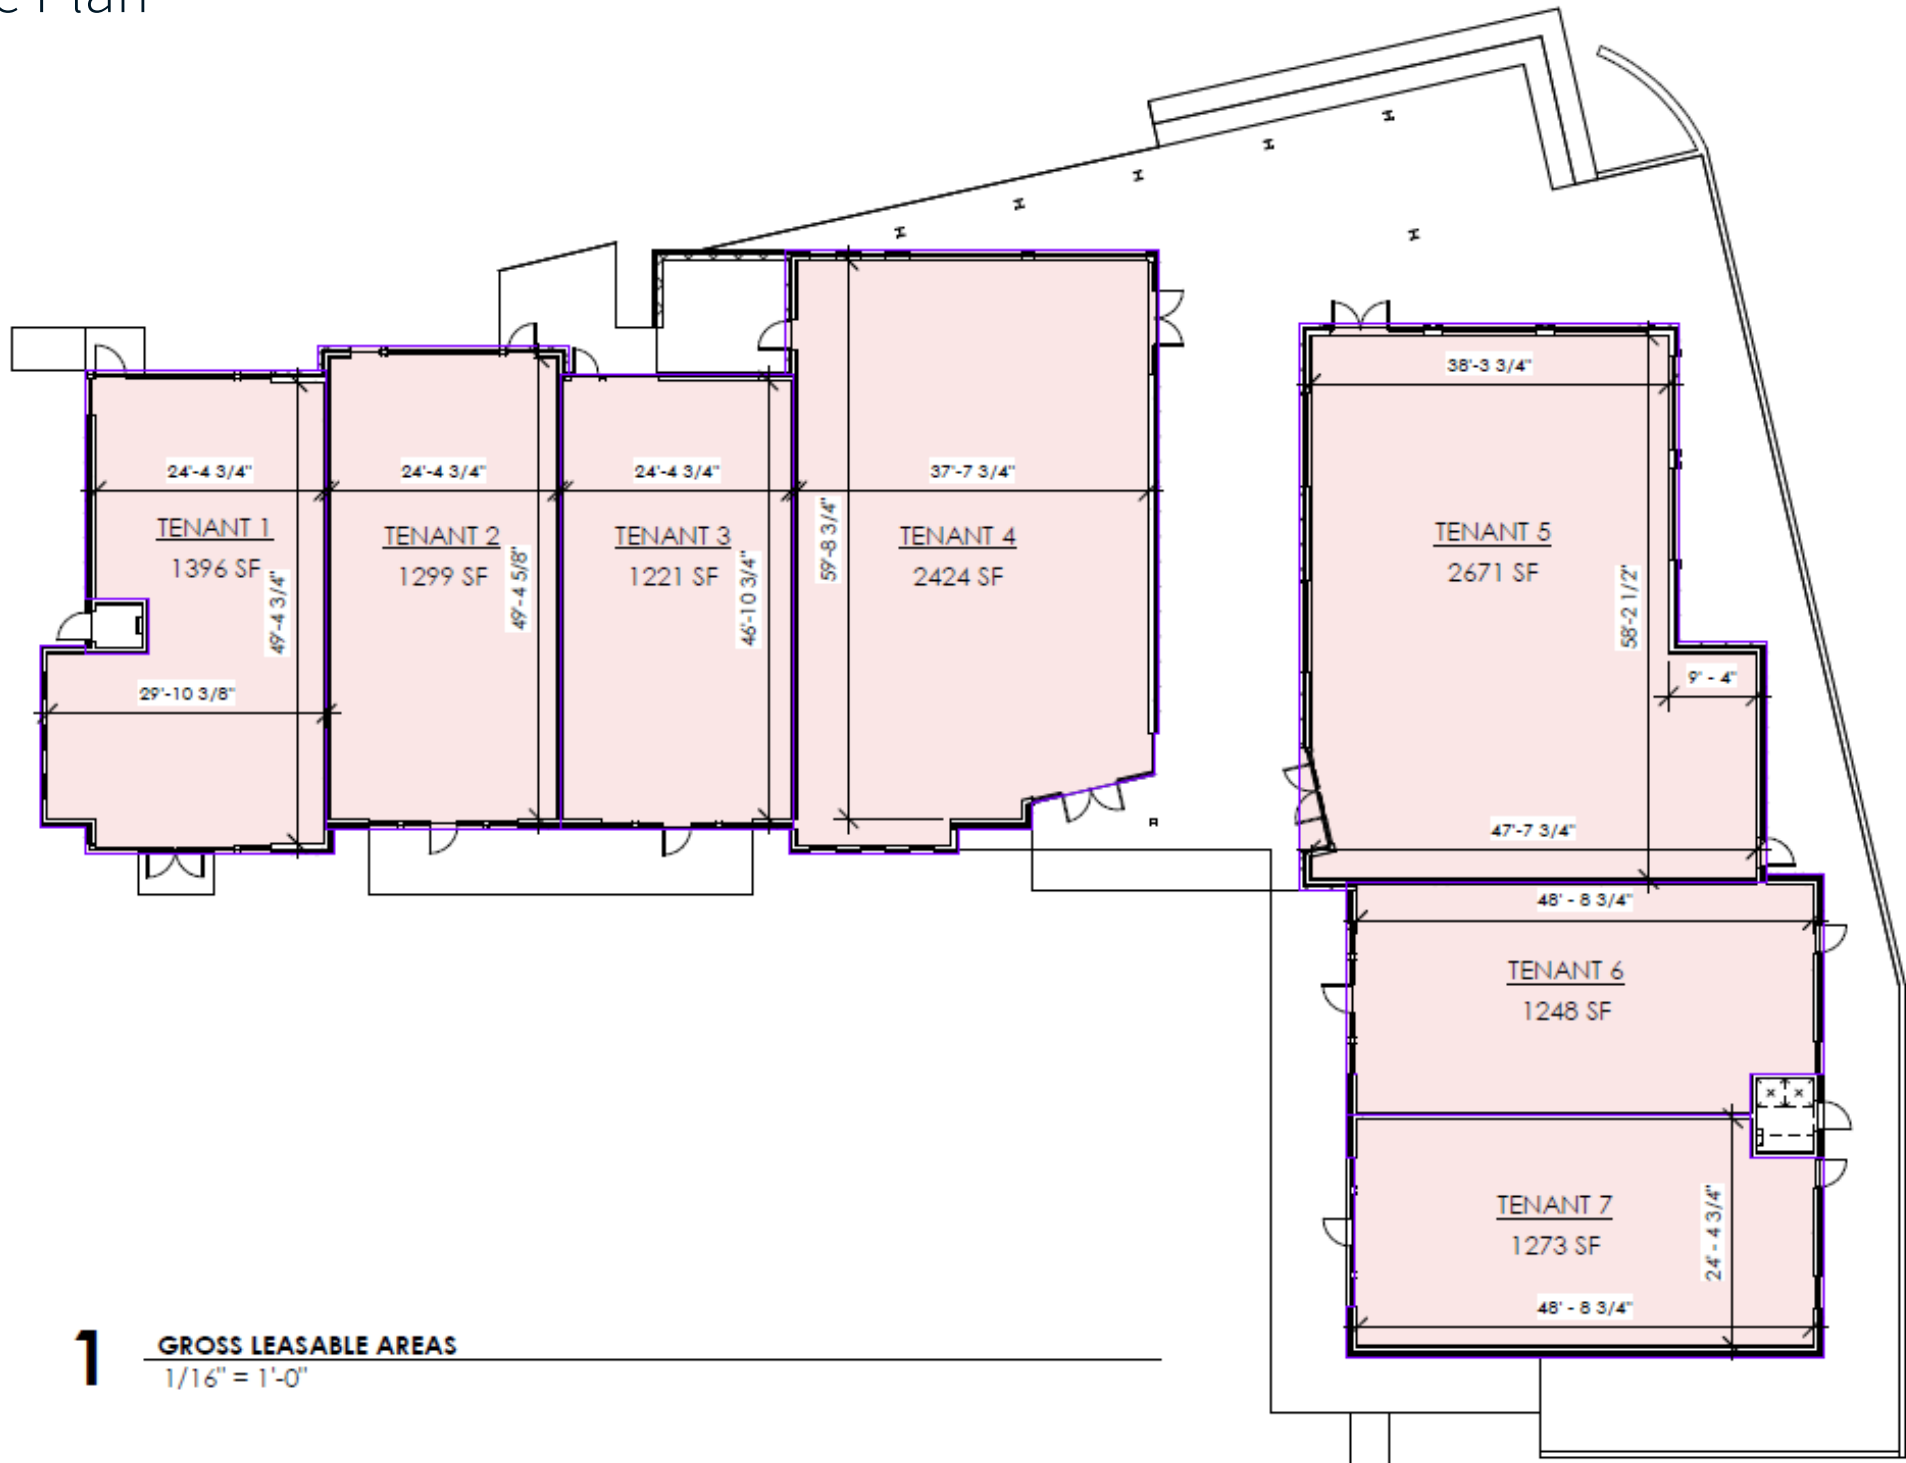 Plan
24'-4 3/4"
TENANT 1
1396 SF
49'-4 3/4"
29'-10 3/8"
24'-4 3/4"
TENANT 2
1299 SF
49'-4 5/8"
24'-4 3/4"
TENANT 3
1221 SF
46'-10 3/4"
37'-7 3/4"
59'-8 3/4"
TENANT 4
2424 SF
38'-3 3/4"
TENANT 5
2671 SF
58'-2 1/2"
9' - 4"
47'-7 3/4"
48' - 8 3/4"
TENANT 6
1248 SF
TENANT 7
1273 SF
24' - 4 3/4"
48' - 8 3/4"
1
GROSS LEASABLE AREAS
1/16" = 1'-0"